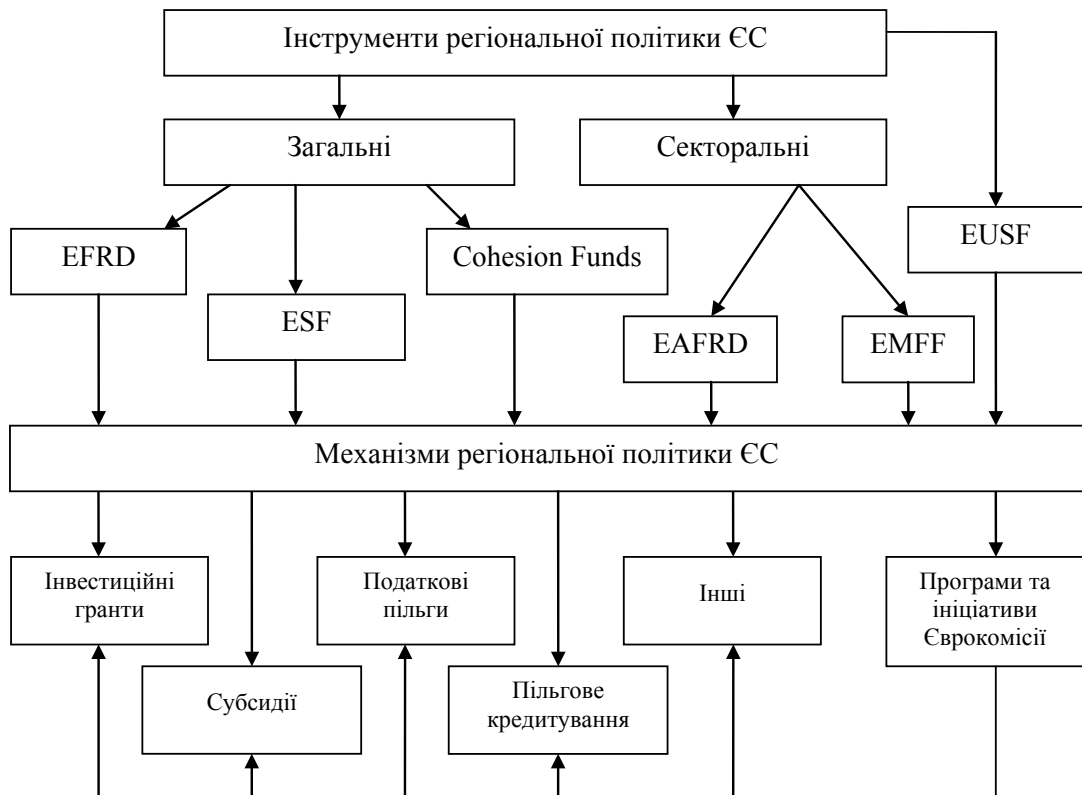 Інструменти регіональної політики ЄС
Загальні
Секторальні
EFRD
Cohesion Funds
EUSF
ESF
EAFRD
EMFF
Механізми регіональної політики ЄС
Інвестиційні
гранти
Податкові
пільги
Інші
Програми та
ініціативи
Єврокомісії
Субсидії
Пільгове
кредитування